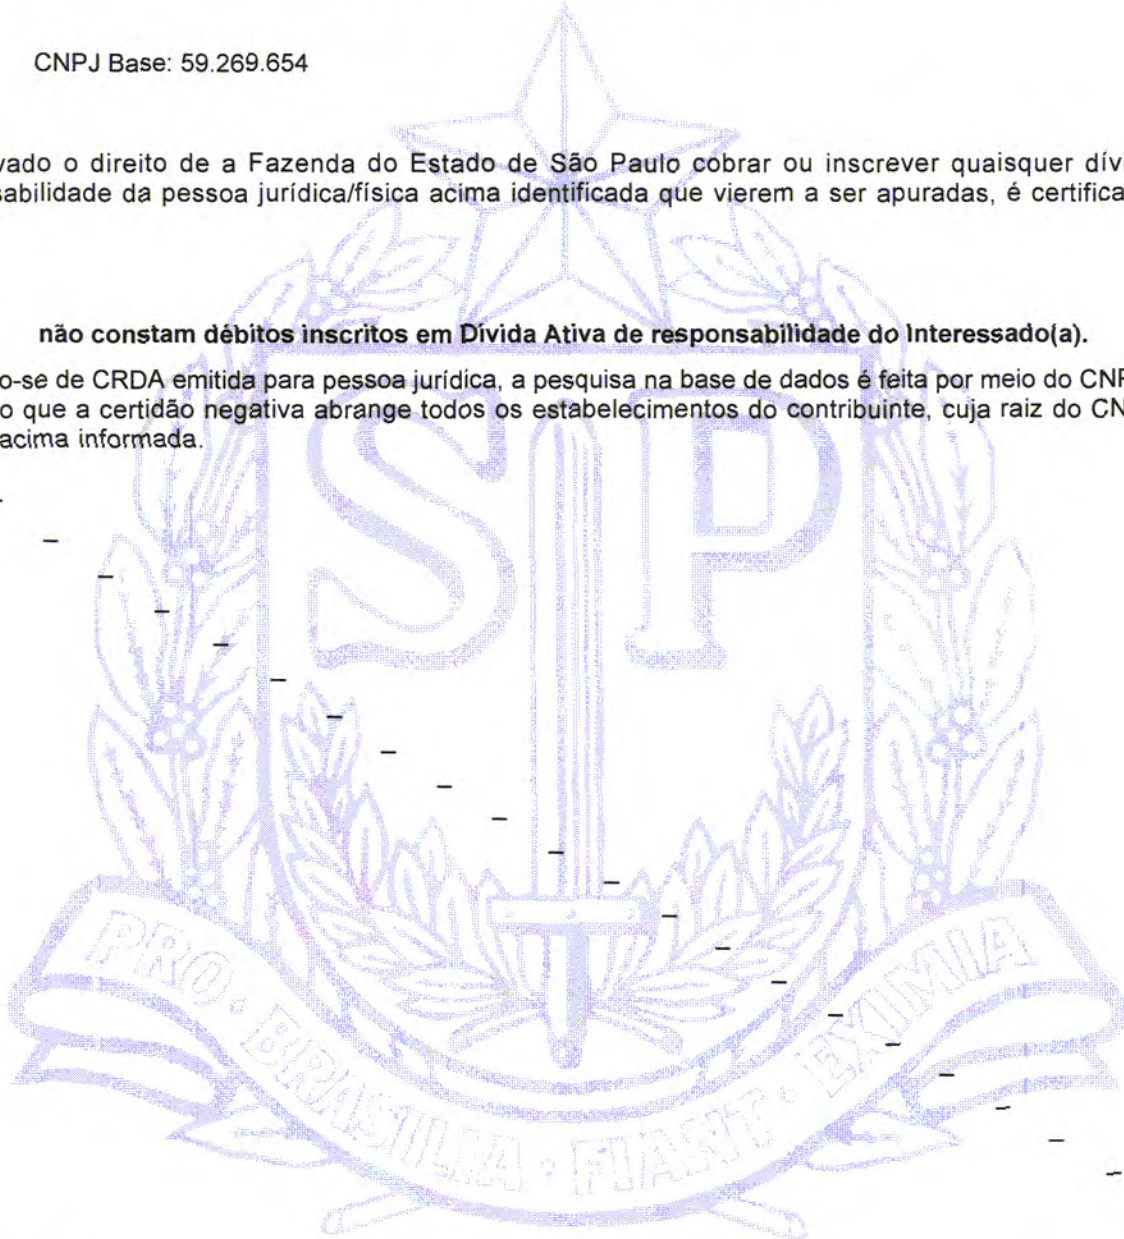 CNPJ Base: 59.269.654
vado o direito de a Fazenda do Estado de São Paulo cobrar ou inscrever quaisquer dívi
sabilidade da pessoa jurídica/física acima identificada que vierem a ser apuradas, é certifica
não constam débitos inscritos em Dívida Ativa de responsabilidade do Interessado(a).
o-se de CRDA emitida para pessoa jurídica, a pesquisa na base de dados é feita por meio do CNP
o que a certidão negativa abrange todos os estabelecimentos do contribuinte, cuja raiz do CN
acima informada.
SP
PRO · BRASILIA · FIANT · EXIMIA